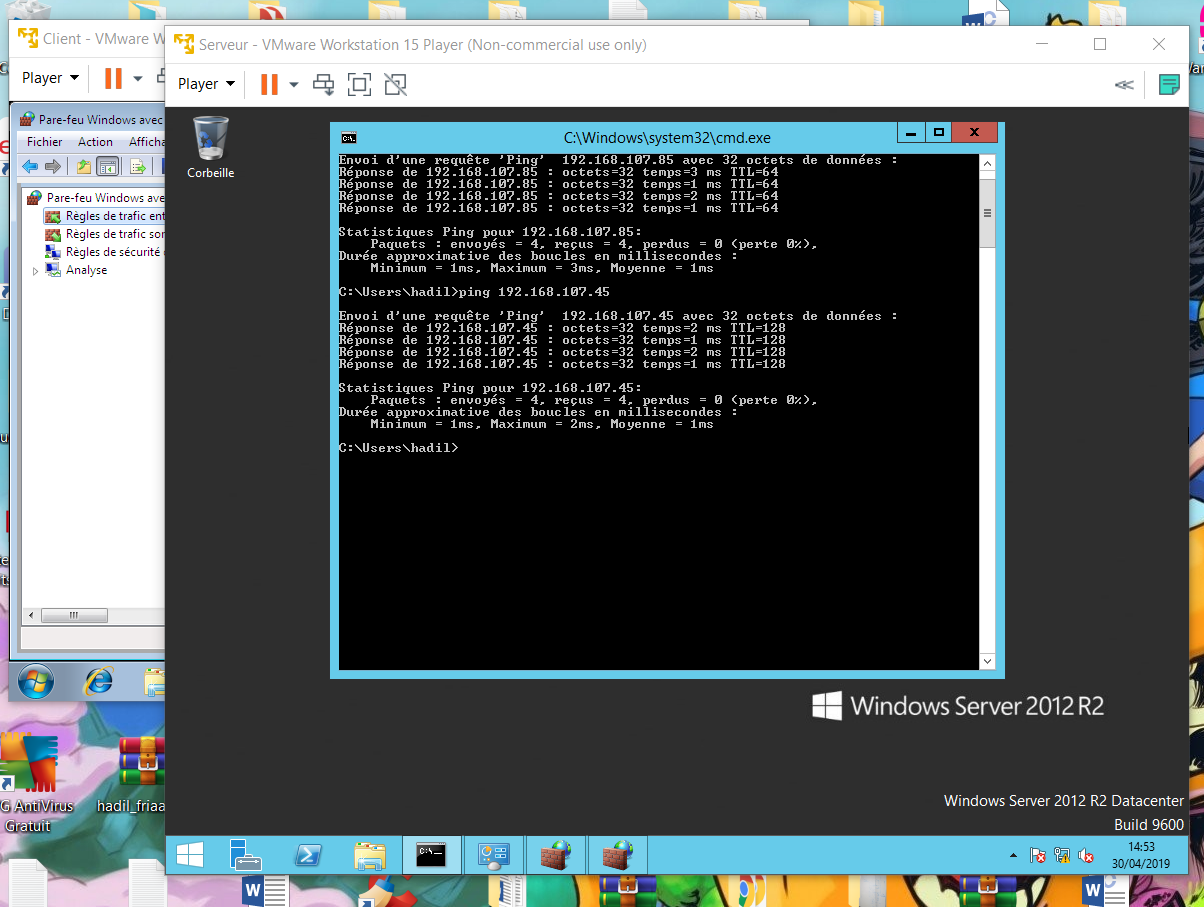 Client - VMware W
Player
Pare-feu Windows avec
Fichier Action Afficha
Pare-feu Windows ave
Règles de trafic ent
Règles de trafic sor
Règles de sécurité
Analyse
Serveur - VMware Workstation 15 Player (Non-commercial use only)
Player
Corbeille
C:\Windows\system32\cmd.exe
Envoi d'une requête 'Ping'  192.168.107.85 avec 32 octets de données :
Réponse de 192.168.107.85 : octets=32 temps=3 ms TTL=64
Réponse de 192.168.107.85 : octets=32 temps=1 ms TTL=64
Réponse de 192.168.107.85 : octets=32 temps=2 ms TTL=64
Réponse de 192.168.107.85 : octets=32 temps=1 ms TTL=64
Statistiques Ping pour 192.168.107.85:
Paquets : envoyés = 4, reçus = 4, perdus = 0 (perte 0%),
Durée approximative des boucles en millisecondes :
Minimum = 1ms, Maximum = 3ms, Moyenne = 1ms
C:\Users\hadil>ping 192.168.107.45
Envoi d'une requête 'Ping'  192.168.107.45 avec 32 octets de données :
Réponse de 192.168.107.45 : octets=32 temps=2 ms TTL=128
Réponse de 192.168.107.45 : octets=32 temps=1 ms TTL=128
Réponse de 192.168.107.45 : octets=32 temps=2 ms TTL=128
Réponse de 192.168.107.45 : octets=32 temps=1 ms TTL=128
Statistiques Ping pour 192.168.107.45:
Paquets : envoyés = 4, reçus = 4, perdus = 0 (perte 0%),
Durée approximative des boucles en millisecondes :
Minimum = 1ms, Maximum = 2ms, Moyenne = 1ms
C:\Users\hadil>
Windows Server 2012 R2
Windows Server 2012 R2 Datacenter
Build 9600
14:53
30/04/2019
G AntiVirus
Gratuit
hadil_friaa